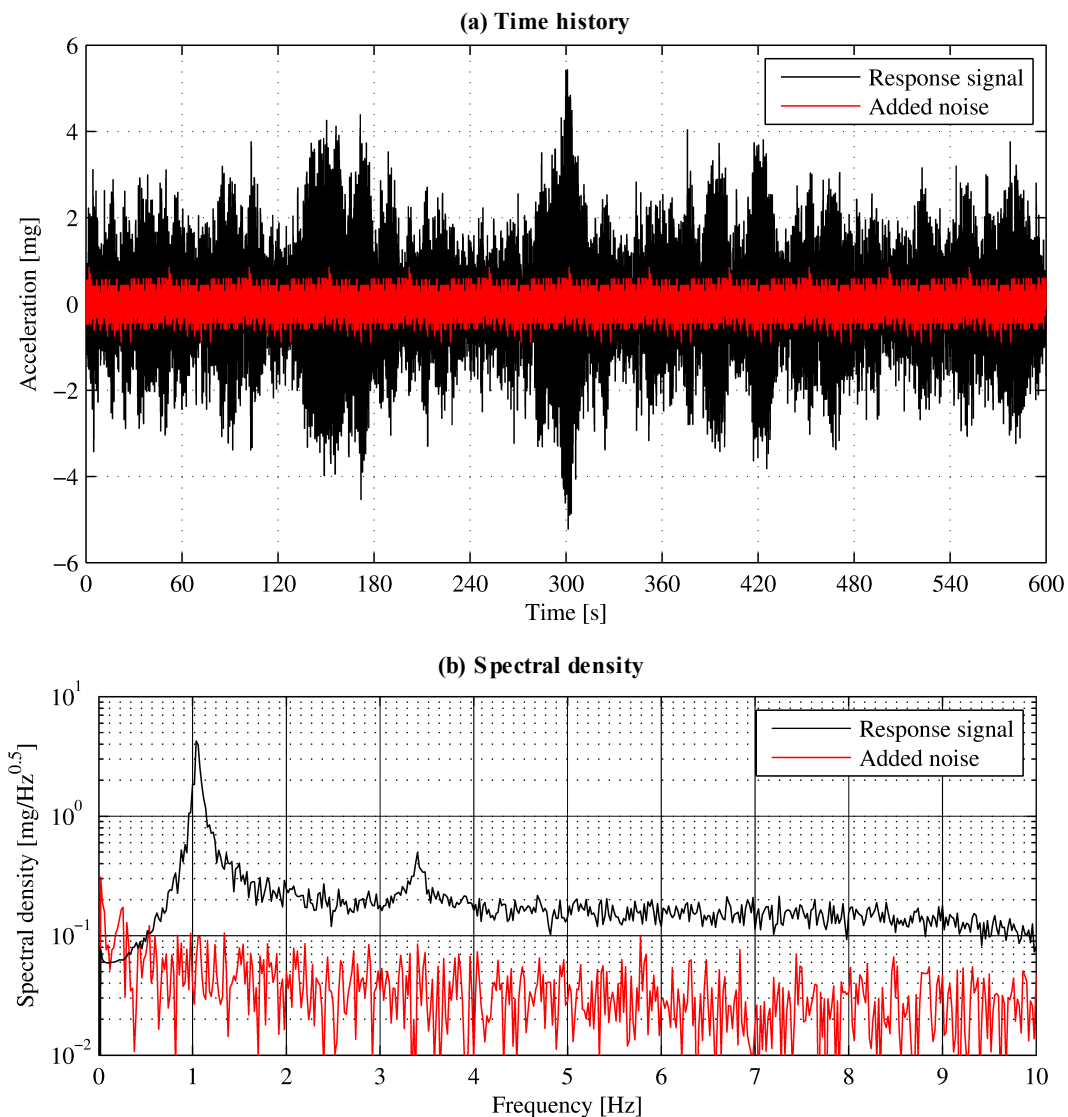 (a) Time history
6
4
2
0
−2
−4
−6
Acceleration [mg]
Response signal
Added noise
0 60 120 180 240 300 360 420 480 540 600
Time [s]
(b) Spectral density
10^1
10^0
10^-1
10^-2
Spectral density [mg/Hz^0.5]
Response signal
Added noise
0 1 2 3 4 5 6 7 8 9 10
Frequency [Hz]